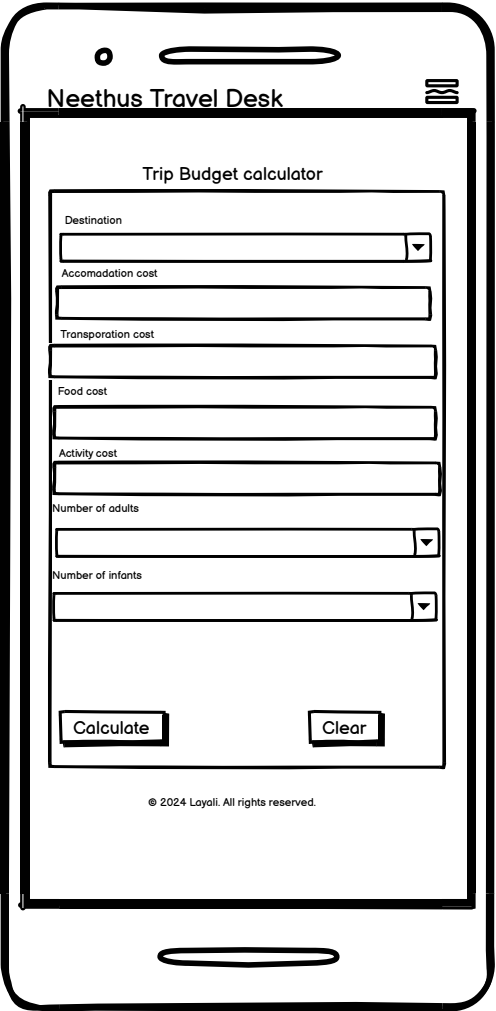 Neethus Travel Desk
Trip Budget calculator
Destination
Accomadation cost
Transporation cost
Food cost
Activity cost
Number of adults
Number of infants
Calculate
Clear
© 2024 Layali. All rights reserved.